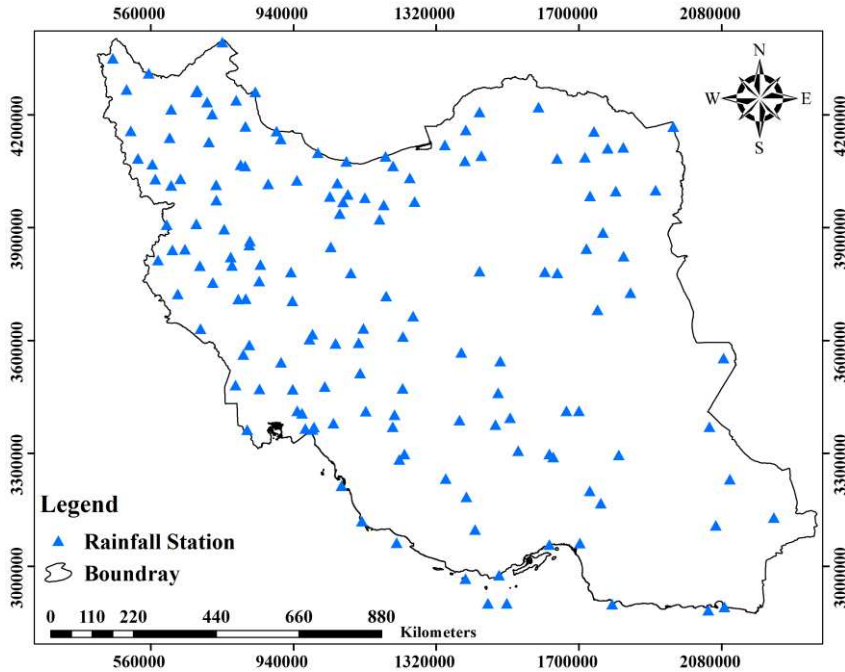 560000 940000 1320000 1700000 2080000
N
W E
S
4200000 4200000
3900000 3900000
3600000 3600000
3300000 3300000
3000000 3000000
Legend
Rainfall Station
Boundray
0 110 220 440 660 880
Kilometers
560000 940000 1320000 1700000 2080000